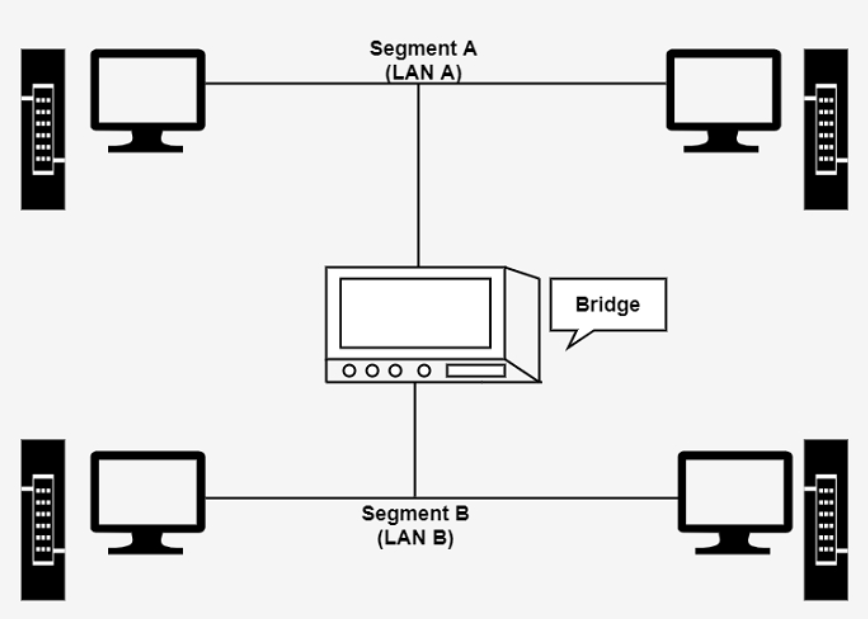 Segment A
(LAN A)
Bridge
Segment B
(LAN B)